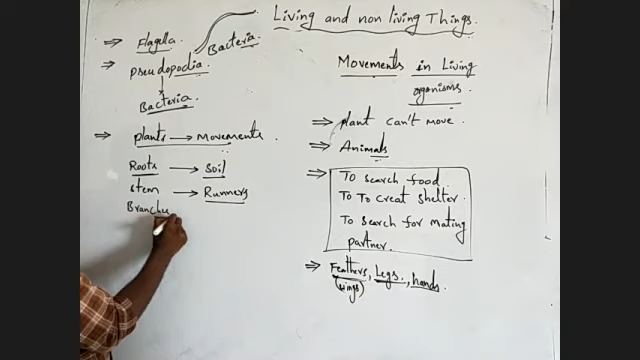 Living and non living Things.
⇒ Flagella
Bacteria.
⇒ pseudopodia
Bacteria.
⇒ plants → movements.
Roots → Soil
Stem → Runners
Branche
Movements in Living
organisms.
⇒ plant can't move.
⇒ Animals
⇒ To search food
To To Creat shelter.
To Search for mating
partner.
⇒ Feathers, Legs, hands.
(wings)